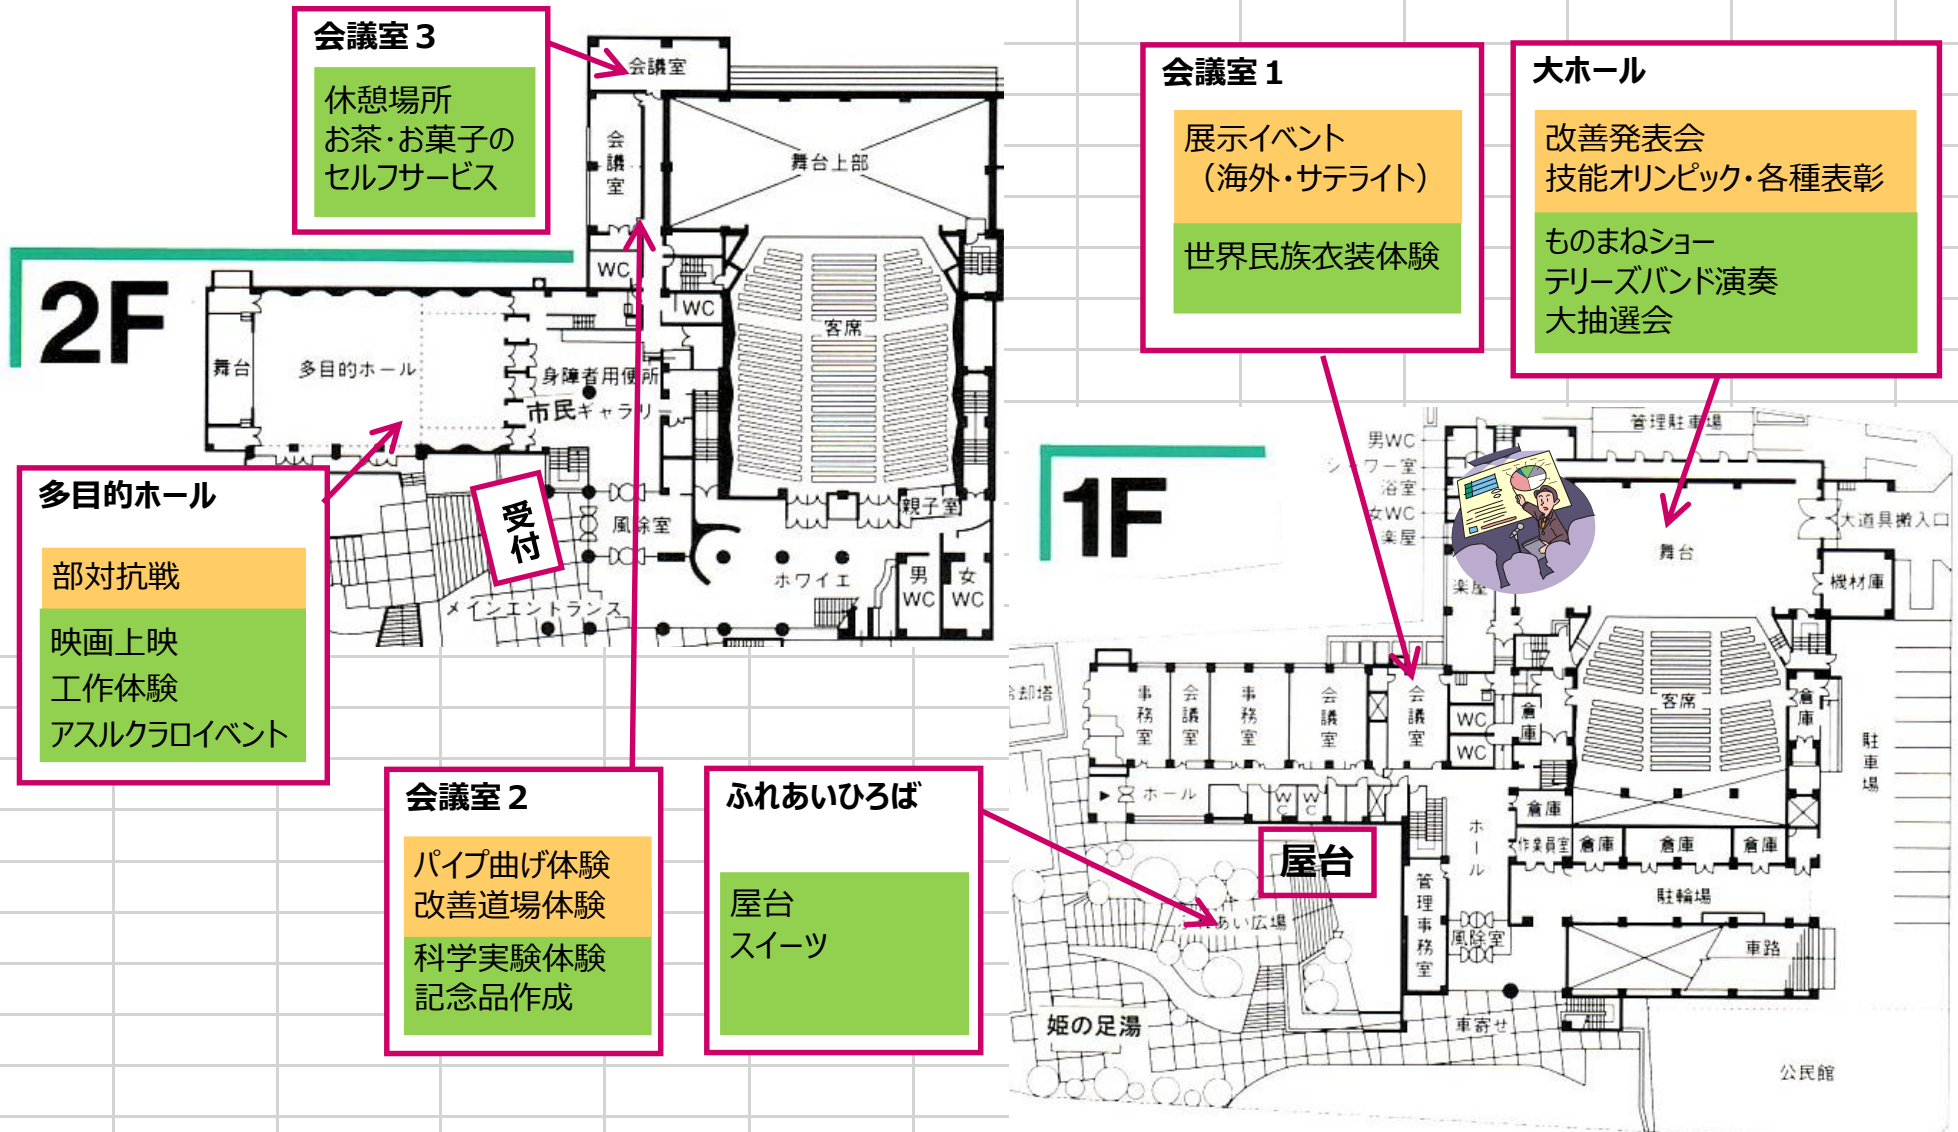 会議室３
休憩場所
お茶・お菓子の
セルフサービス
会議室
会議室
舞台上部
WC
WC
客席
2F
舞台
多目的ホール
身障者用便所
市民ギャラリー
親子室
受付
風除室
ホワイエ
男WC
女WC
メインエントランス
多目的ホール
部対抗戦
映画上映
工作体験
アスルクラロイベント
会議室２
パイプ曲げ体験
改善道場体験
科学実験体験
記念品作成
ふれあいひろば
屋台
スイーツ
会議室１
展示イベント
（海外・サテライト）
世界民族衣装体験
大ホール
改善発表会
技能オリンピック・各種表彰
ものまねショー
テリーズバンド演奏
大抽選会
1F
管理駐車場
男WC
シャワー室
浴室
女WC
楽屋
大道具搬入口
舞台
機材庫
楽屋
事務室
会議室
事務室
会議室
会議室
WC
WC
倉庫
客席
倉庫
駐車場
ホール
WC
WC
倉庫
ホール
作業員室
倉庫
倉庫
倉庫
屋台
管理事務室
駐輪場
あい広場
風除室
車路
姫の足湯
車寄せ
公民館